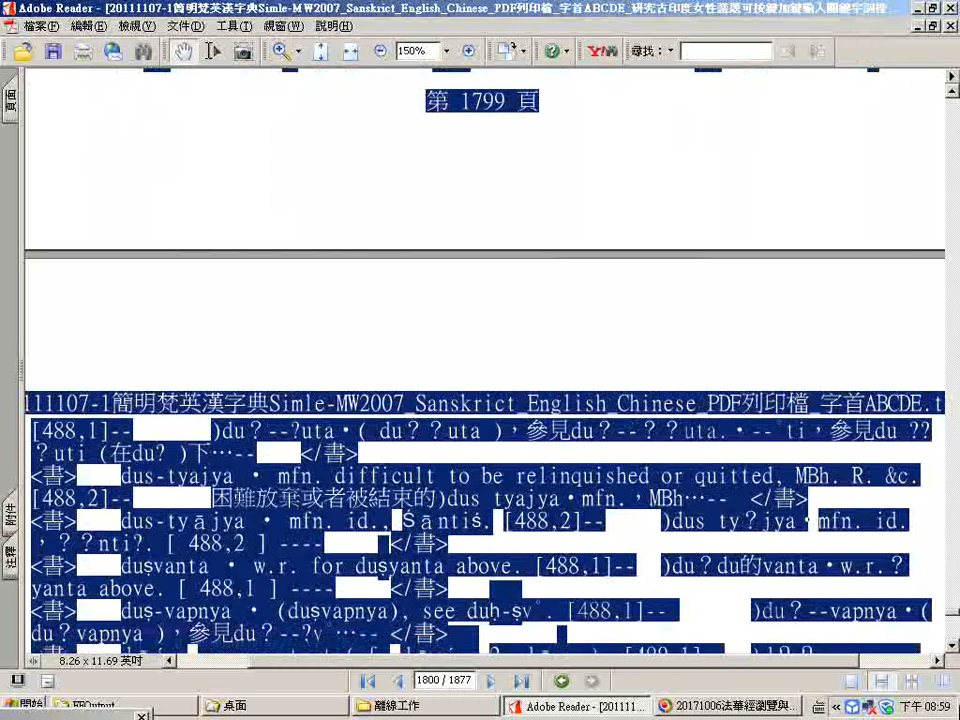 Adobe Reader - [20111107-1簡明梵英漢字典Simle-MW2007_Sanskrict_English_Chinese_PDF列印檔_字首ABCDE_研究古印度女性議題可按
檔案(F) 編輯(E) 檢視(V) 文件(D) 工具(T) 視窗(W) 說明(H)
150% 尋找:
頁面
第 1799 頁
111107-1簡明梵英漢字典Simle-MW2007_Sanskrict_English_Chinese_PDF列印檔_字首ABCDE.t
[488,1]-- )du？--?uta‧( du？？uta )，參見du？--？？uta.‧--˚ti，參見du ??
？uti (在du? )下…-- </書>
<書> dus-tyajya ‧ mfn. difficult to be relinquished or quitted, MBh. R. &c.
[488,2]-- 困難放棄或者被結束的)dus tyajya‧mfn.，MBh…-- </書>
<書> dus-tyājya ‧ mfn. id., Śāntiś. [488,2]-- )dus ty？jya‧mfn. id.
，？？nti?. [ 488,2 ] ---- </書>
<書> duṣvanta ‧ w.r. for duṣyanta above. [488,1]-- )du？du的vanta‧w.r.？
yanta above. [ 488,1 ] ---- </書>
<書> duṣ-vapnya ‧ (duṣvapnya), see duḥ-ṣv˚. [488.1]-- )du？--vapnya‧(
du？vapnya )，參見du？--?v˚…-- </書>
附件
註釋
8.26 x 11.69 英吋
1800 / 1877
開始 桌面 離線工作 Adobe Reader - [2011... 20171006法華經瀏覽與... 下午 08:59